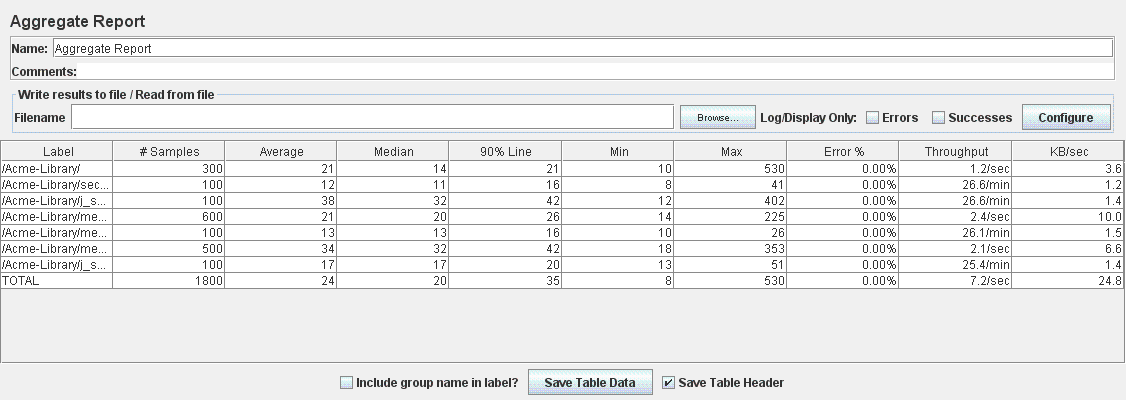 Aggregate Report
Name: Aggregate Report
Comments:
Write results to file / Read from file
Filename Browse... Log/Display Only: Errors Successes Configure
Label # Samples Average Median 90% Line Min Max Error % Throughput KB/sec
/Acme-Library/ 300 21 14 21 10 530 0.00% 1.2/sec 3.6
/Acme-Library/sec... 100 12 11 16 8 41 0.00% 26.6/min 1.2
/Acme-Library/j_s... 100 38 32 42 12 402 0.00% 26.6/min 1.4
/Acme-Library/me... 600 21 20 26 14 225 0.00% 2.4/sec 10.0
/Acme-Library/me... 100 13 13 16 10 26 0.00% 26.1/min 1.5
/Acme-Library/me... 500 34 32 42 18 353 0.00% 2.1/sec 6.6
/Acme-Library/j_s... 100 17 17 20 13 51 0.00% 25.4/min 1.4
TOTAL 1800 24 20 35 8 530 0.00% 7.2/sec 24.8
Include group name in label? Save Table Data Save Table Header